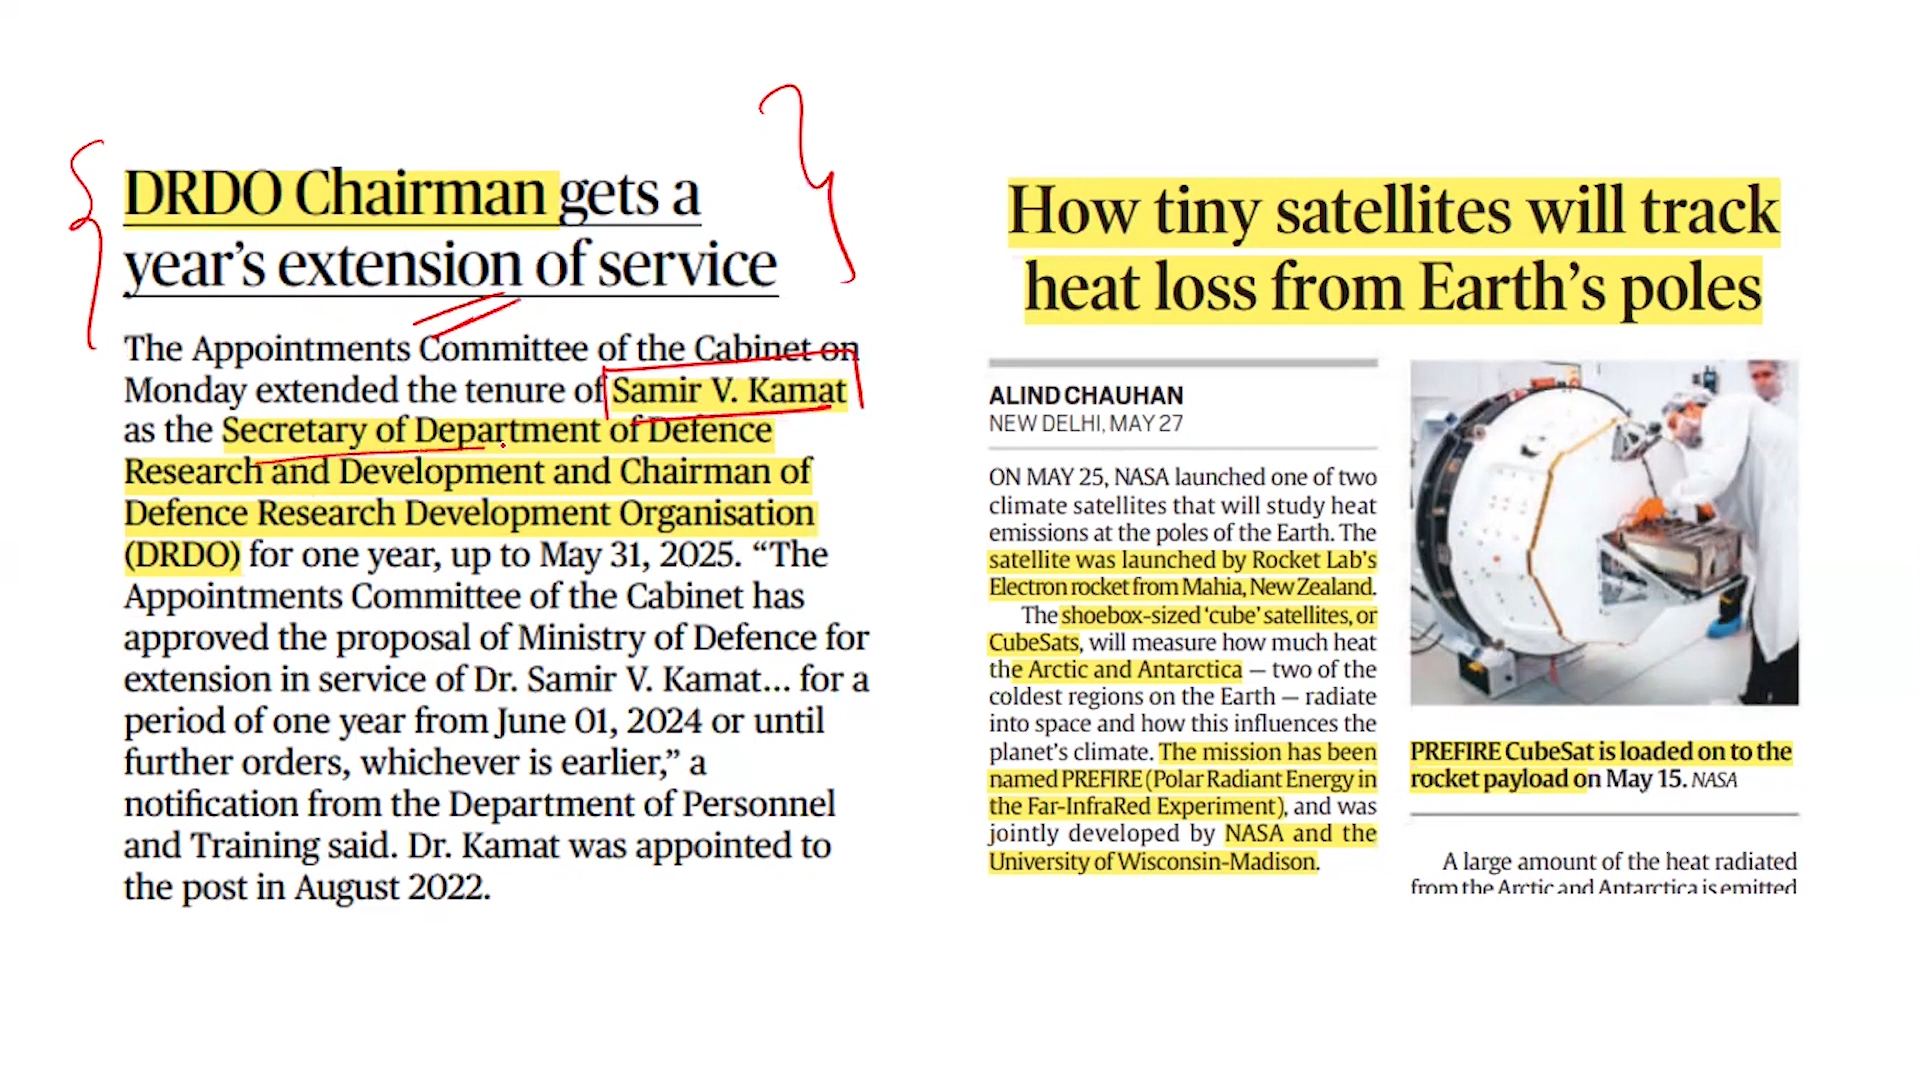 DRDO Chairman gets a
year’s extension of service
The Appointments Committee of the Cabinet on
Monday extended the tenure of Samir V. Kamat
as the Secretary of Department of Defence
Research and Development and Chairman of
Defence Research Development Organisation
(DRDO) for one year, up to May 31, 2025. “The
Appointments Committee of the Cabinet has
approved the proposal of Ministry of Defence for
extension in service of Dr. Samir V. Kamat... for a
period of one year from June 01, 2024 or until
further orders, whichever is earlier,” a
notification from the Department of Personnel
and Training said. Dr. Kamat was appointed to
the post in August 2022.
How tiny satellites will track
heat loss from Earth’s poles
ALIND CHAUHAN
NEW DELHI, MAY 27
ON MAY 25, NASA launched one of two
climate satellites that will study heat
emissions at the poles of the Earth. The
satellite was launched by Rocket Lab’s
Electron rocket from Mahia, New Zealand.
The shoebox-sized ‘cube’ satellites, or
CubeSats, will measure how much heat
the Arctic and Antarctica — two of the
coldest regions on the Earth — radiate
into space and how this influences the
planet’s climate. The mission has been
named PREFIRE (Polar Radiant Energy in
the Far-InfraRed Experiment), and was
jointly developed by NASA and the
University of Wisconsin-Madison.
PREFIRE CubeSat is loaded on to the
rocket payload on May 15. NASA
A large amount of the heat radiated
from the Arctic and Antarctica is emitted